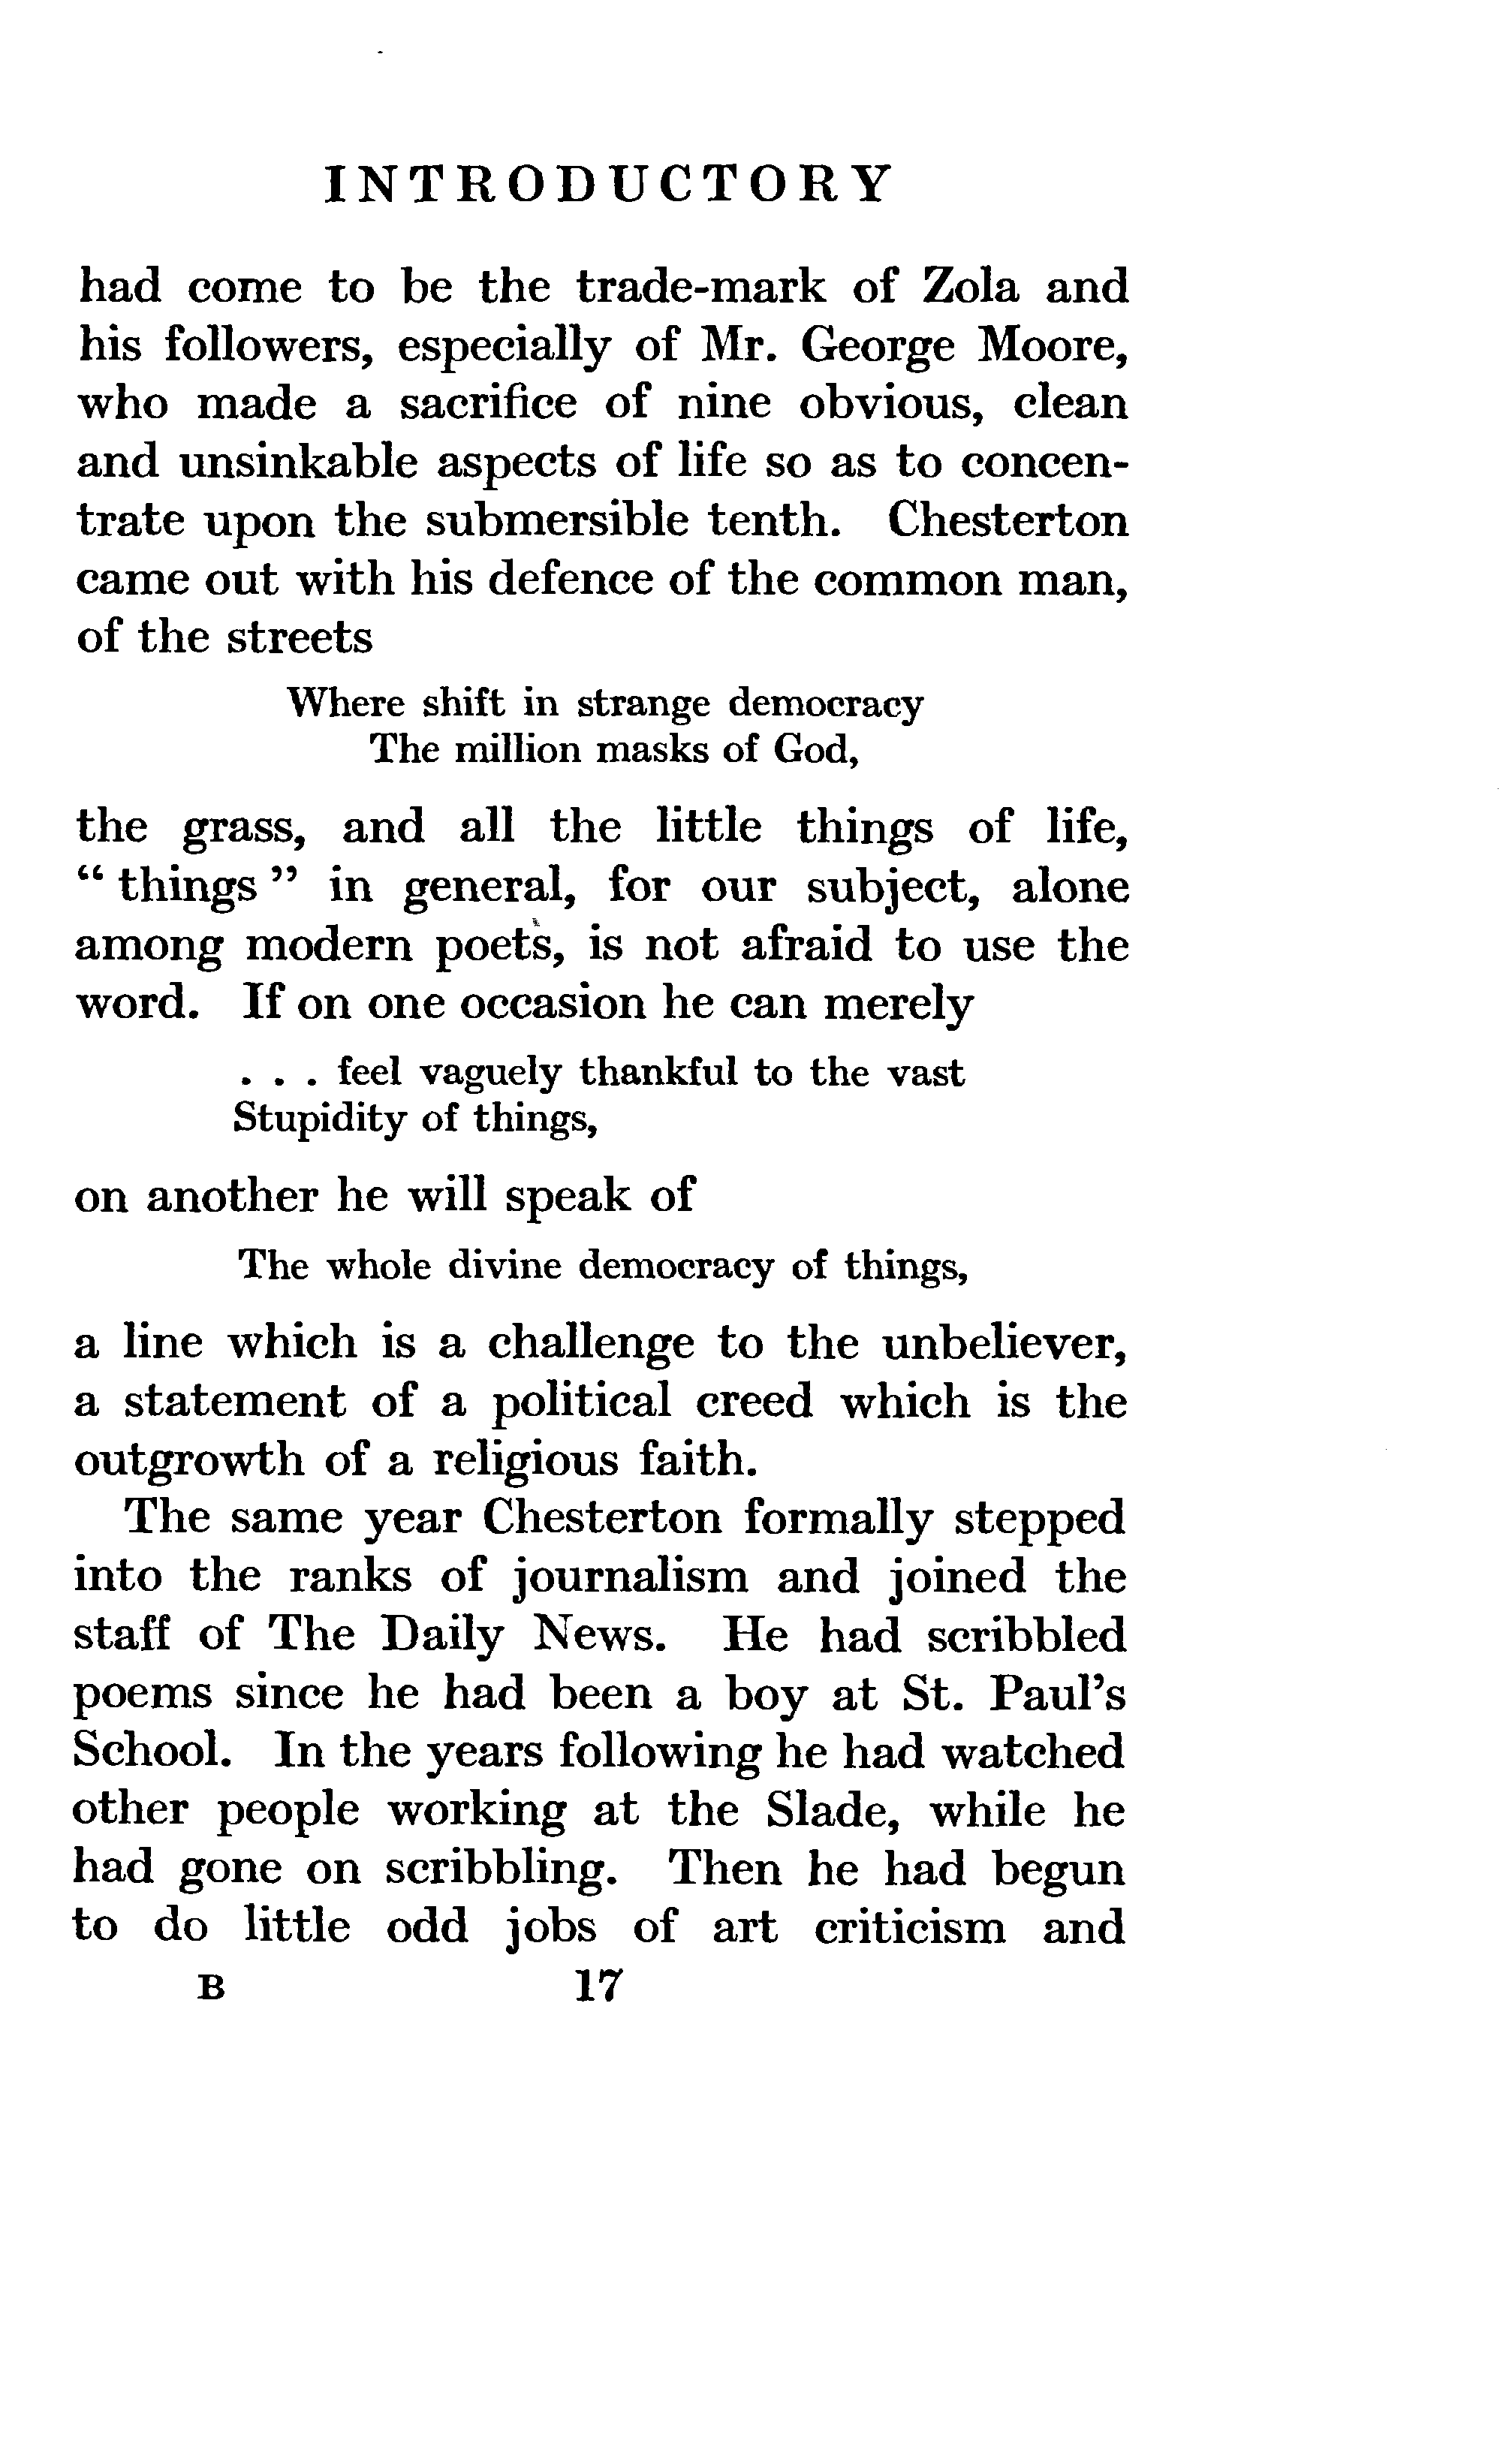 INTRODUCTORY
had come to be the trade-mark of Zola and
his followers, especially of Mr. George Moore,
who made a sacrifice of nine obvious, clean
and unsinkable aspects of life so as to concen-
trate upon the submersible tenth. Chesterton
came out with his defence of the common man,
of the streets
Where shift in strange democracy
The million masks of God,
the grass, and all the little things of life,
“ things ” in general, for our subject, alone
among modern poets, is not afraid to use the
word. If on one occasion he can merely
. . . feel vaguely thankful to the vast
Stupidity of things,
on another he will speak of
The whole divine democracy of things,
a line which is a challenge to the unbeliever,
a statement of a political creed which is the
outgrowth of a religious faith.
The same year Chesterton formally stepped
into the ranks of journalism and joined the
staff of The Daily News. He had scribbled
poems since he had been a boy at St. Paul’s
School. In the years following he had watched
other people working at the Slade, while he
had gone on scribbling. Then he had begun
to do little odd jobs of art criticism and
B 17